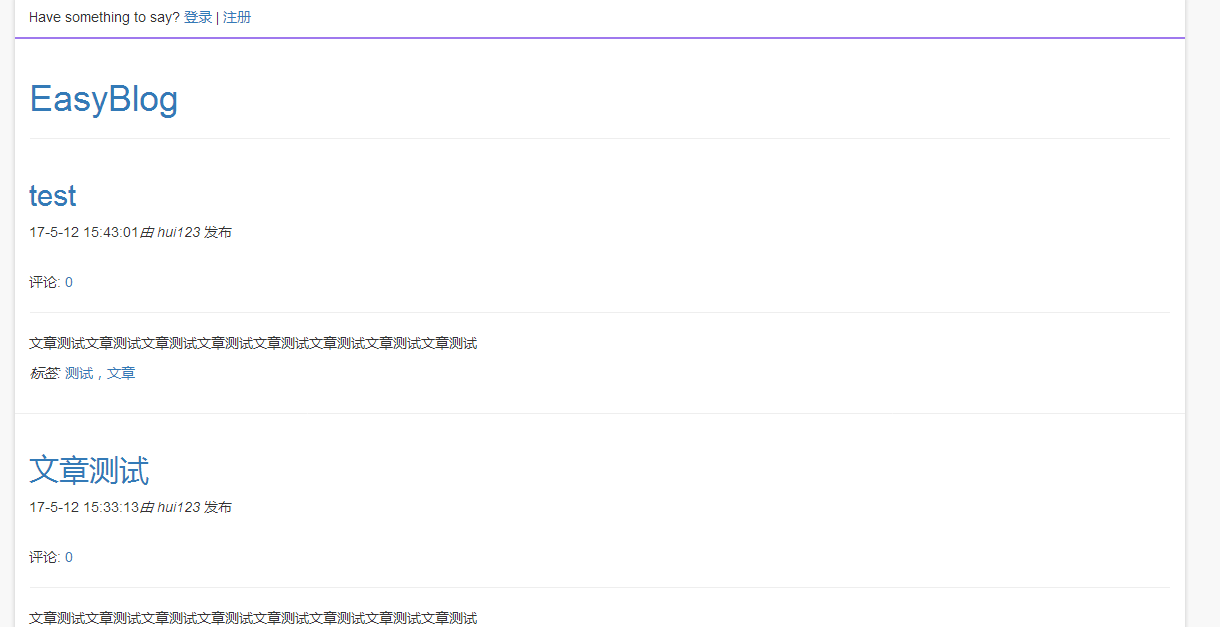 Have something to say? 登录 | 注册
EasyBlog
test
17-5-12 15:43:01由 hui123 发布
评论: 0
文章测试文章测试文章测试文章测试文章测试文章测试文章测试文章测试
标签: 测试 , 文章
文章测试
17-5-12 15:33:13由 hui123 发布
评论: 0
文章测试文章测试文章测试文章测试文章测试文章测试文章测试文章测试